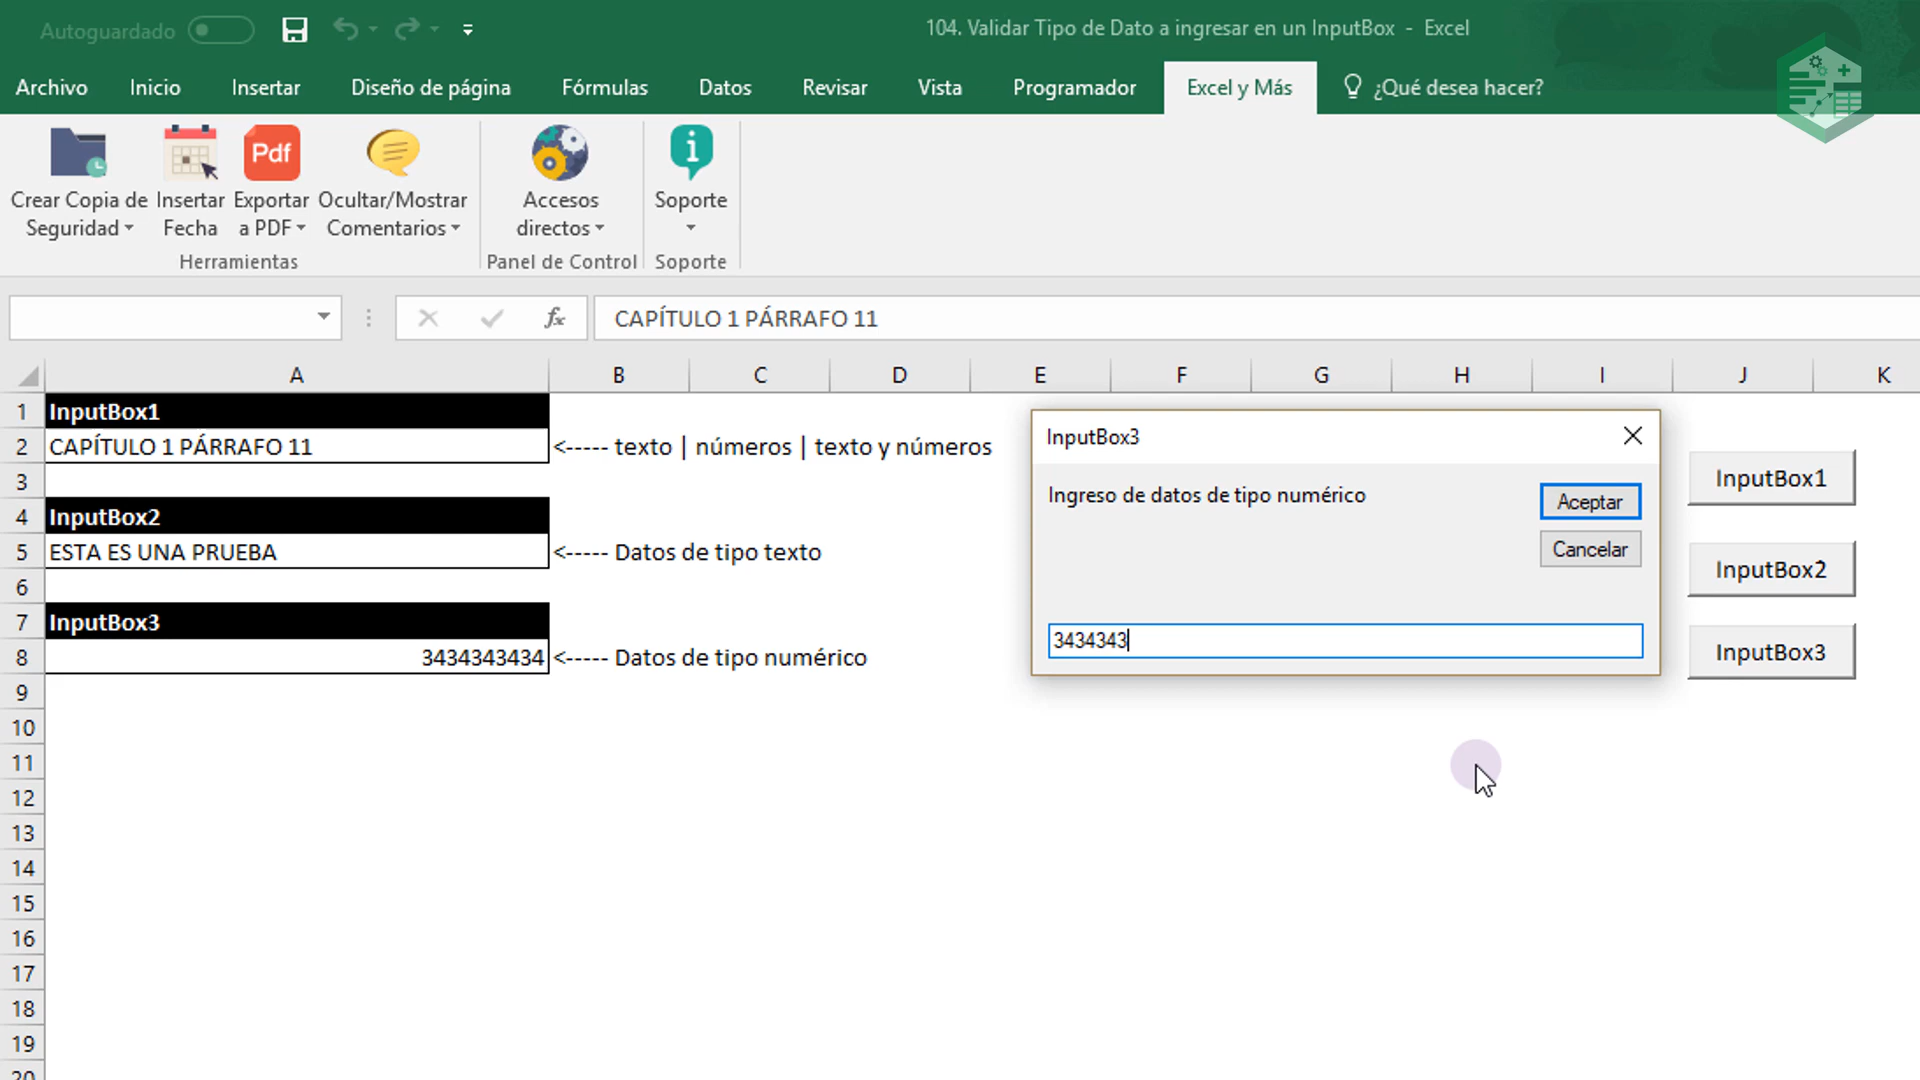 Autoguardado
104. Validar Tipo de Dato a ingresar en un InputBox - Excel
Archivo Inicio Insertar Diseño de página Fórmulas Datos Revisar Vista Programador Excel y Más ¿Qué desea hacer?
Pdf
Crear Copia de Seguridad
Insertar Fecha
Exportar a PDF
Ocultar/Mostrar Comentarios
Accesos directos
Soporte
Herramientas
Panel de Control
Soporte
fx CAPÍTULO 1 PÁRRAFO 11
A B C D E F G H I J K
1 InputBox1
2 CAPÍTULO 1 PÁRRAFO 11 <----- texto | números | texto y números
3
4 InputBox2
5 ESTA ES UNA PRUEBA <----- Datos de tipo texto
6
7 InputBox3
8 3434343434 <----- Datos de tipo numérico
9
10
11
12
13
14
15
16
17
18
19
20
InputBox3
Ingreso de datos de tipo numérico
Aceptar
Cancelar
3434343
InputBox1
InputBox2
InputBox3